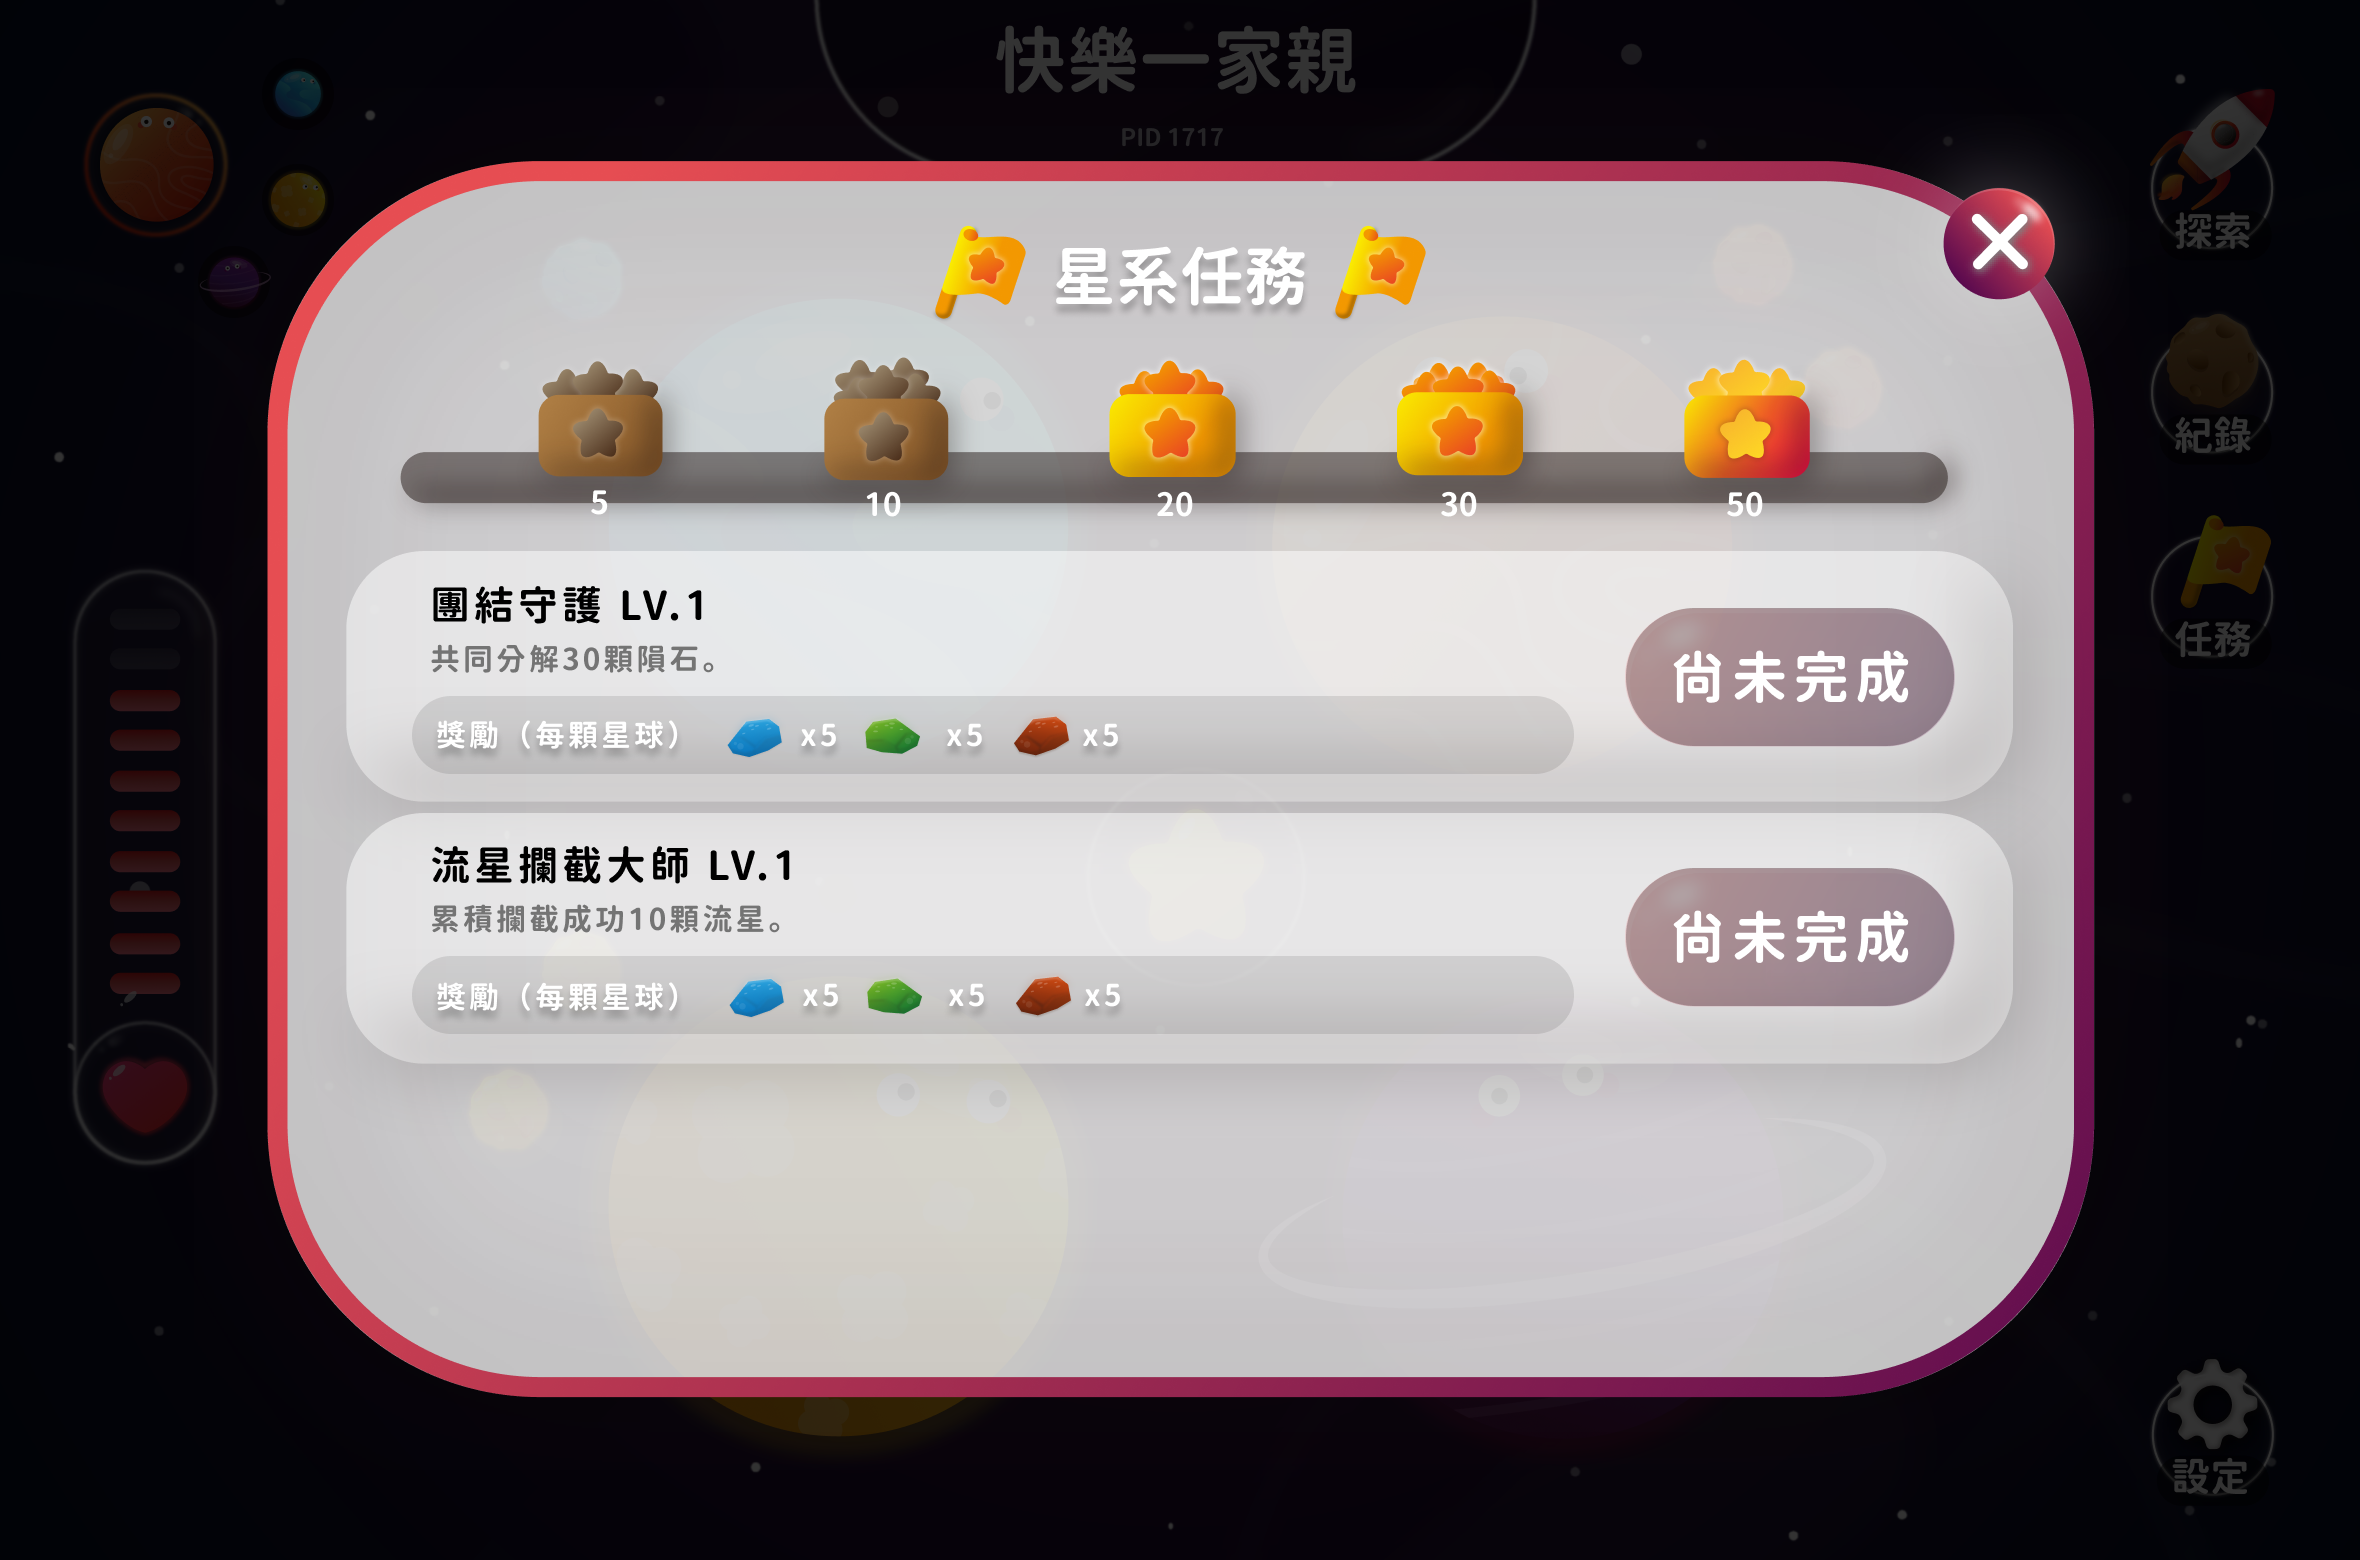 快樂一家親
PID 1717
探索
紀錄
任務
設定
星系任務
5
10
20
30
50
團結守護 LV.1
共同分解30顆隕石。
獎勵（每顆星球） x5 x5 x5
尚未完成
流星攔截大師 LV.1
累積攔截成功10顆流星。
獎勵（每顆星球） x5 x5 x5
尚未完成